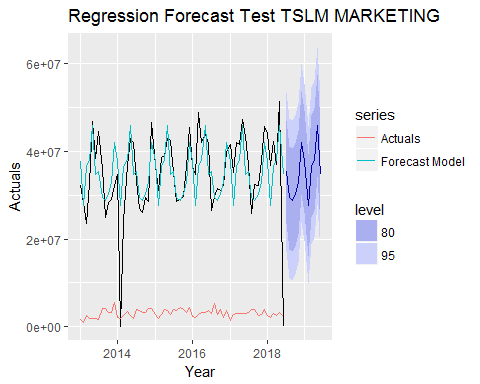 Regression Forecast Test TSLM MARKETING
6e+07
4e+07
2e+07
0e+00
Actuals
2014
2016
2018
Year
series
Actuals
Forecast Model
level
80
95